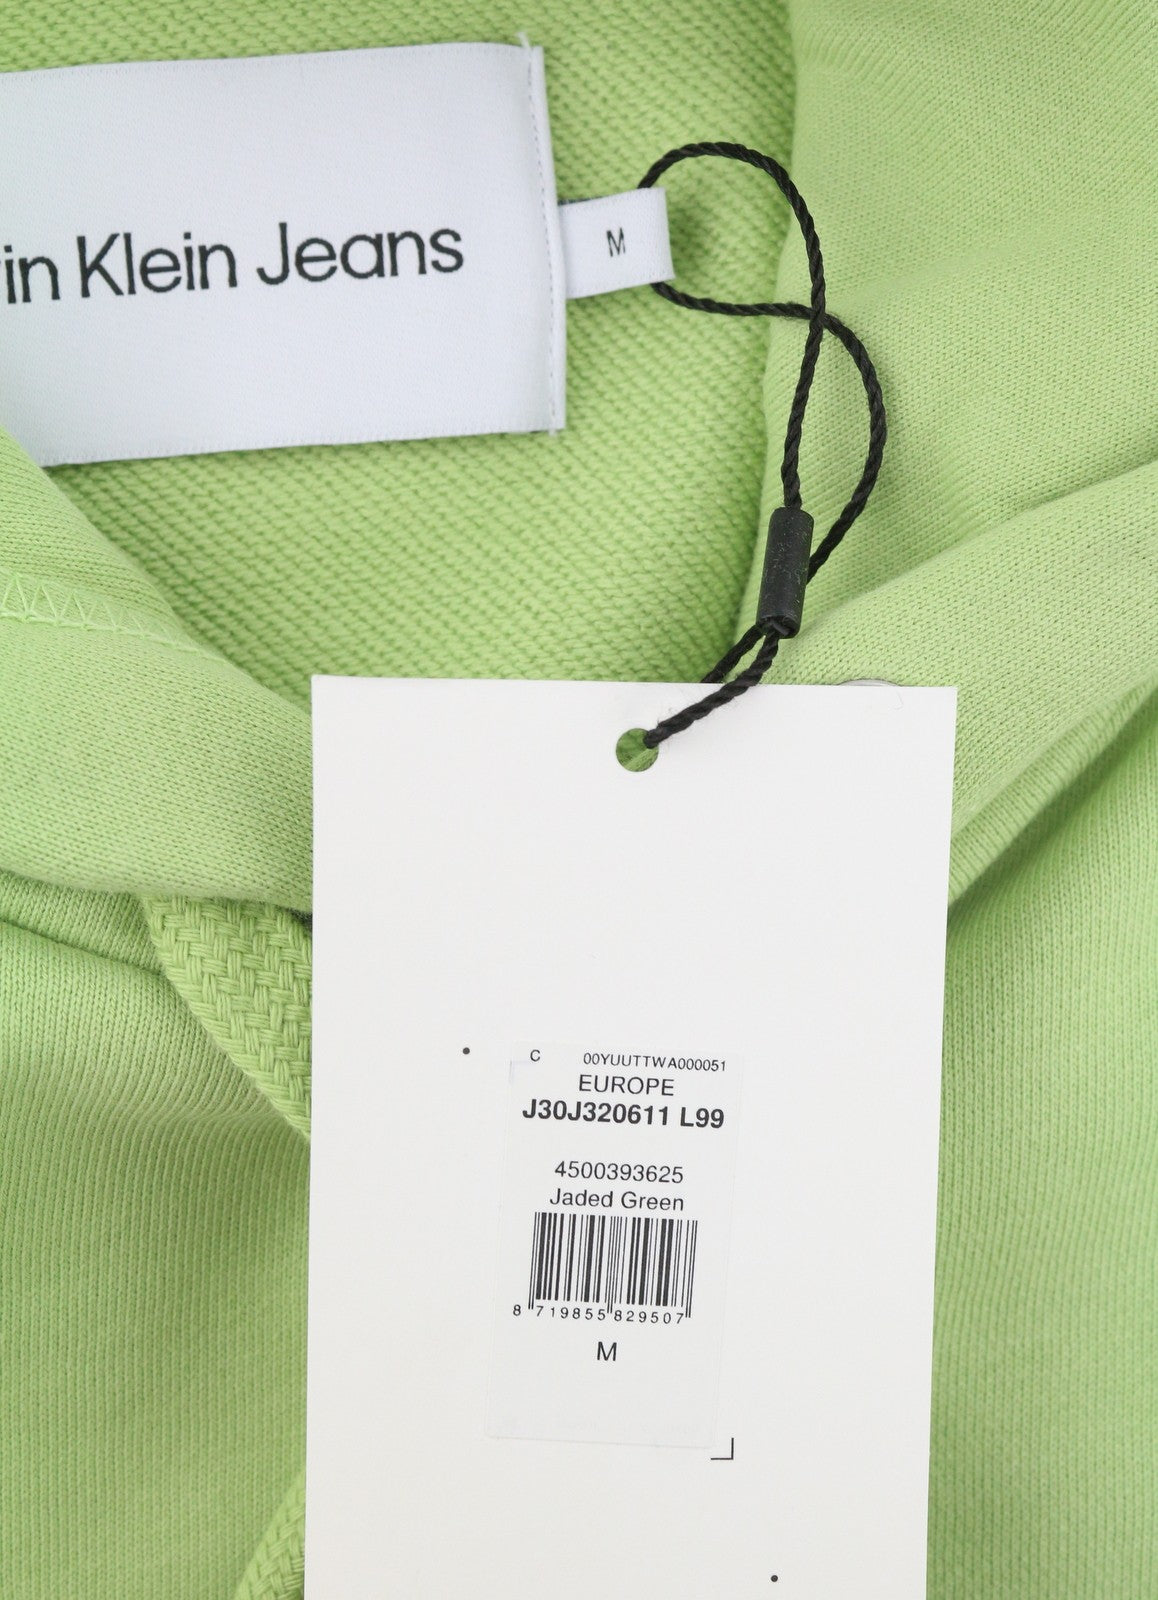 in Klein Jeans
M
C 00YUUTTWA000051
EUROPE
J30J320611 L99
4500393625
Jaded Green
8 719855 829507
M